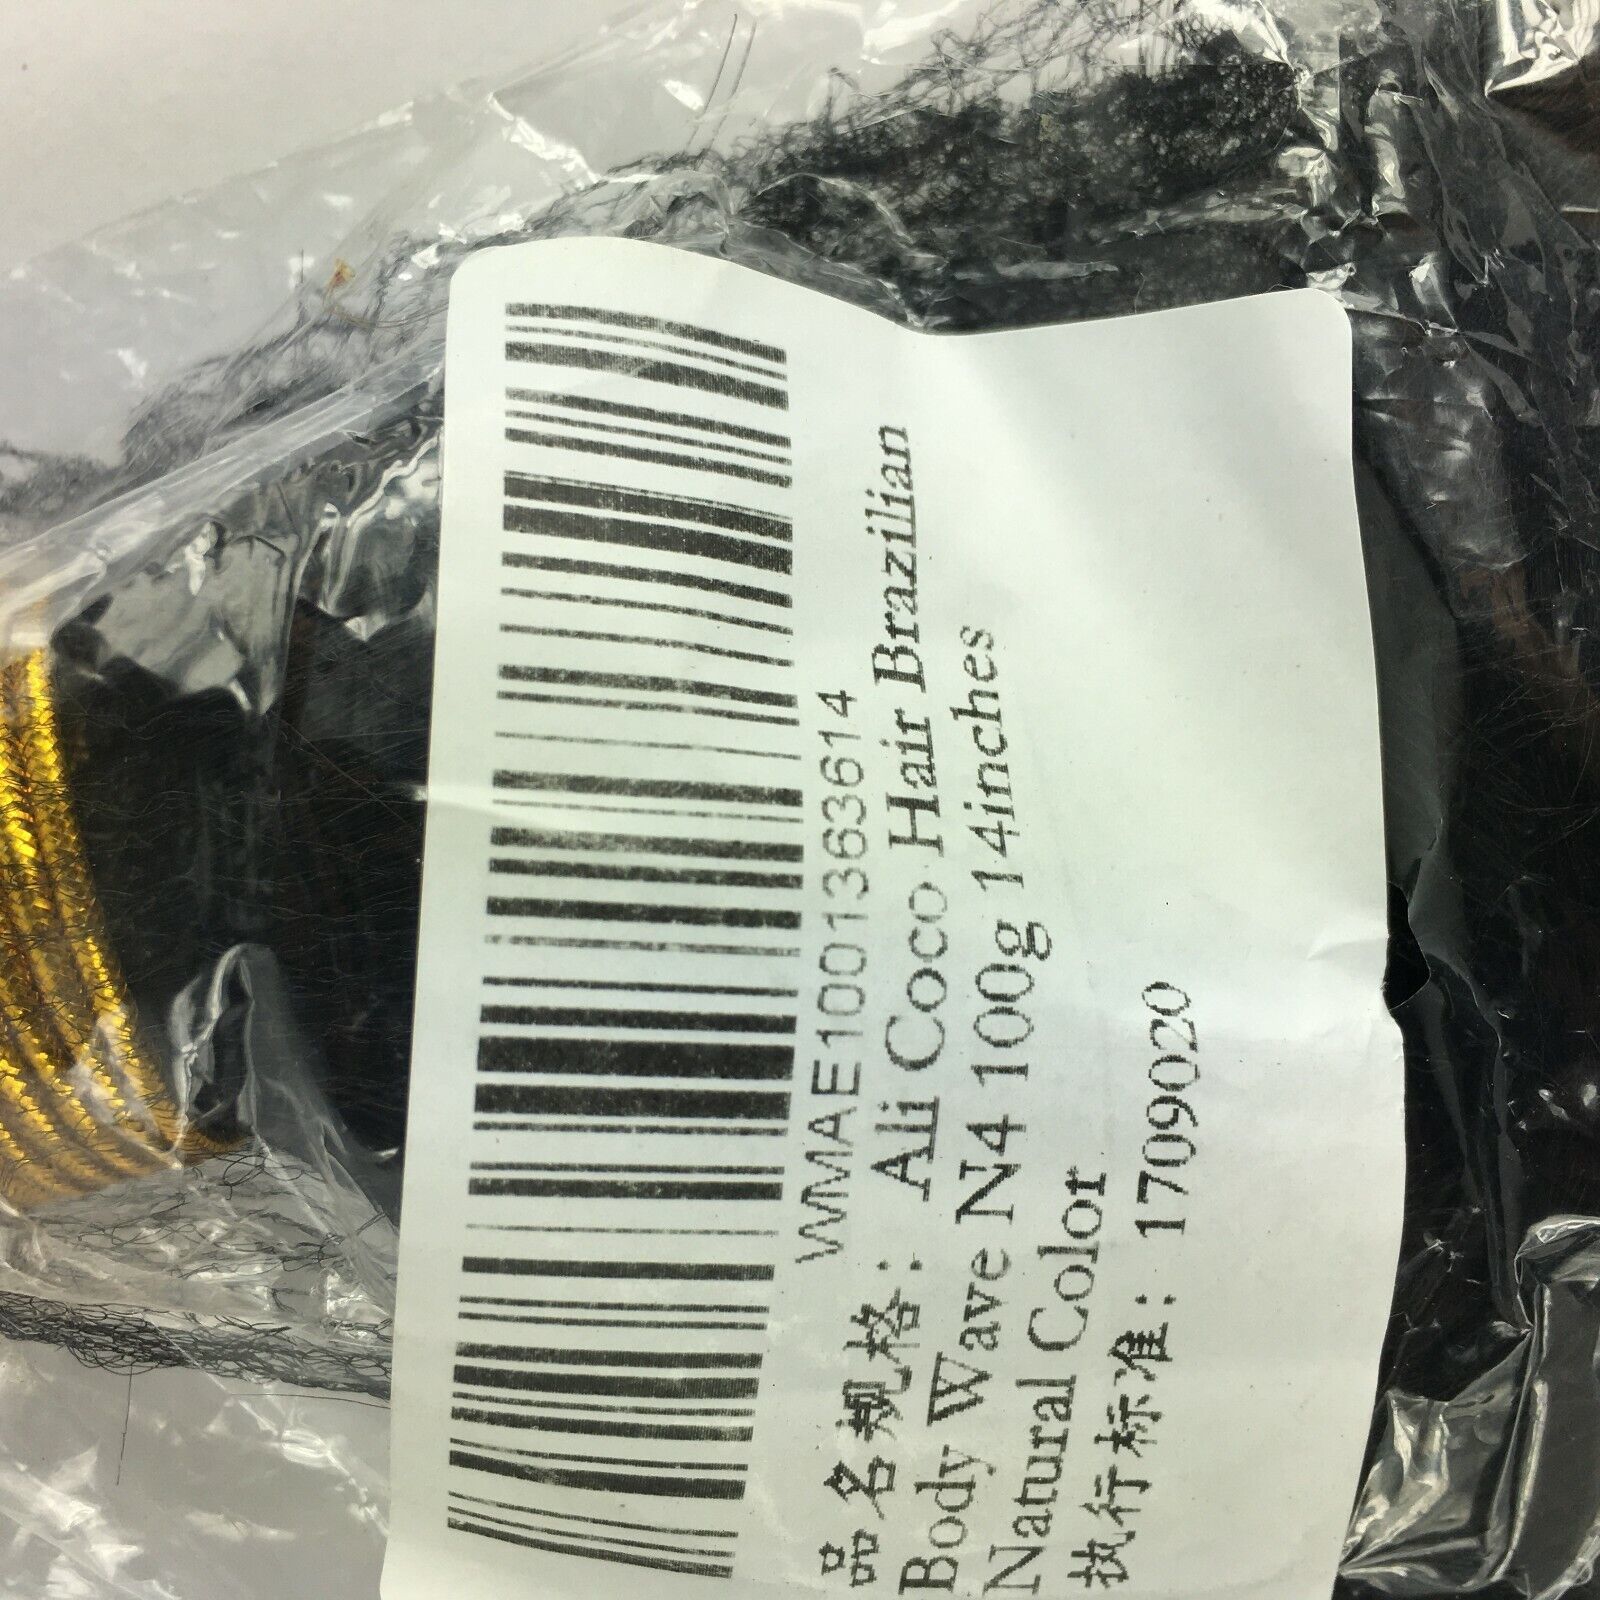 WMAE1001363614
品名规格: Ali Coco Hair Brazilian
Body Wave N4 100g 14inches
Natural Color
执行标准: 1709020